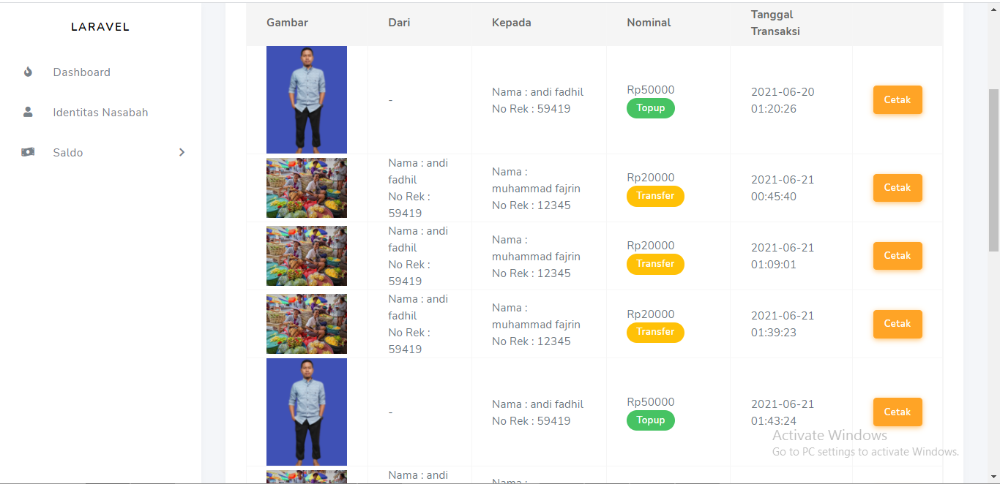 LARAVEL
Dashboard
Identitas Nasabah
Saldo
Gambar
Dari
Kepada
Nominal
Tanggal
Transaksi
-
Nama : andi fadhil
No Rek : 59419
Rp50000
Topup
2021-06-20
01:20:26
Cetak
Nama : andi
fadhil
No Rek :
59419
Nama :
muhammad fajrin
No Rek : 12345
Rp20000
Transfer
2021-06-21
00:45:40
Cetak
Nama : andi
fadhil
No Rek :
59419
Nama :
muhammad fajrin
No Rek : 12345
Rp20000
Transfer
2021-06-21
01:09:01
Cetak
Nama : andi
fadhil
No Rek :
59419
Nama :
muhammad fajrin
No Rek : 12345
Rp20000
Transfer
2021-06-21
01:39:23
Cetak
-
Nama : andi fadhil
No Rek : 59419
Rp50000
Topup
2021-06-21
01:43:24
Cetak
Nama : andi
Nama :
Activate Windows
Go to PC settings to activate Windows.